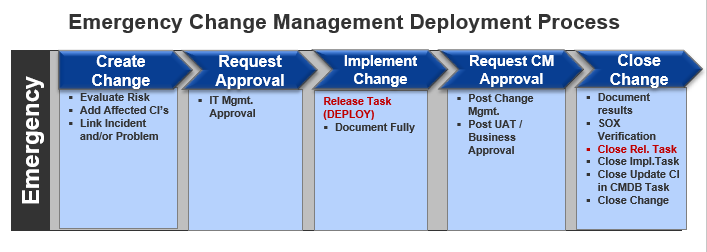 Emergency Change Management Deployment Process
Emergency
Create
Change
▪ Evaluate Risk
▪ Add Affected CI's
▪ Link Incident
and/or Problem
Request
Approval
▪ IT Mgmt.
Approval
Implement
Change
Release Task
(DEPLOY)
▪ Document Fully
Request CM
Approval
▪ Post Change
Mgmt.
▪ Post UAT /
Business
Approval
Close
Change
▪ Document
results
▪ SOX
Verification
▪ Close Rel. Task
▪ Close Impl.Task
▪ Close Update CI
in CMDB Task
▪ Close Change